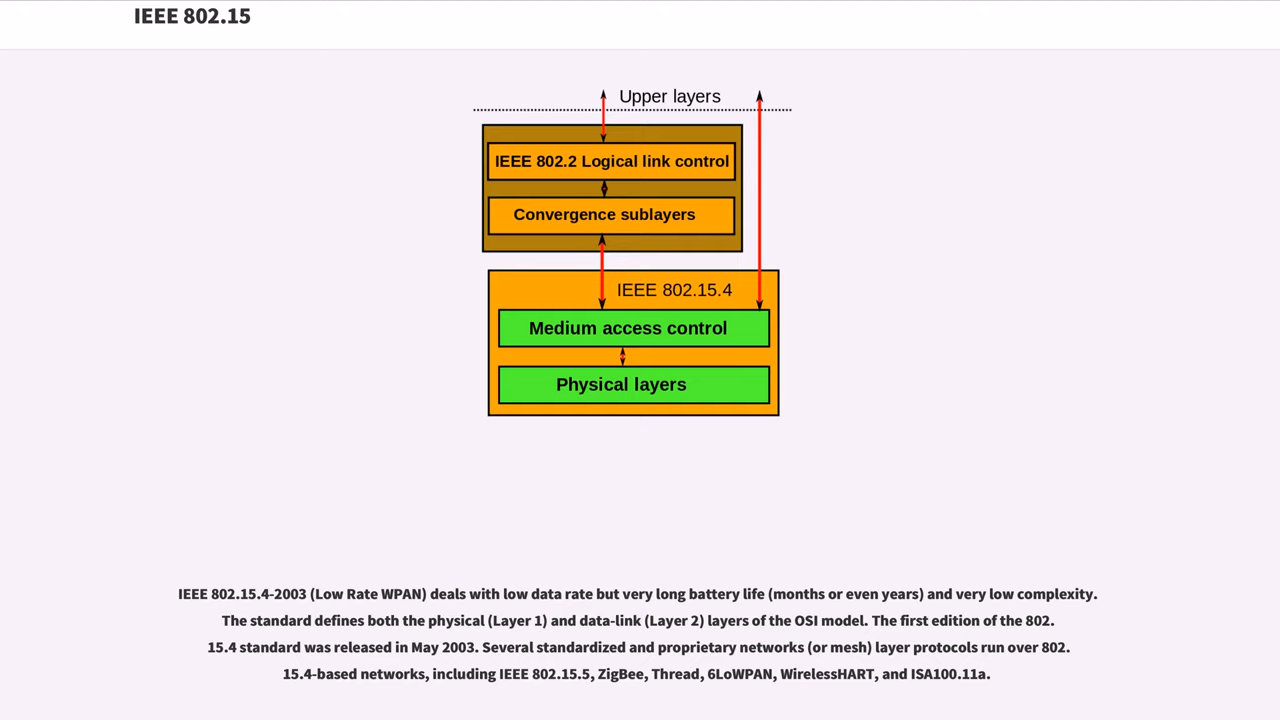 IEEE 802.15
Upper layers
IEEE 802.2 Logical link control
Convergence sublayers
IEEE 802.15.4
Medium access control
Physical layers
IEEE 802.15.4-2003 (Low Rate WPAN) deals with low data rate but very long battery life (months or even years) and very low complexity.
The standard defines both the physical (Layer 1) and data-link (Layer 2) layers of the OSI model. The first edition of the 802.
15.4 standard was released in May 2003. Several standardized and proprietary networks (or mesh) layer protocols run over 802.
15.4-based networks, including IEEE 802.15.5, ZigBee, Thread, 6LoWPAN, WirelessHART, and ISA100.11a.